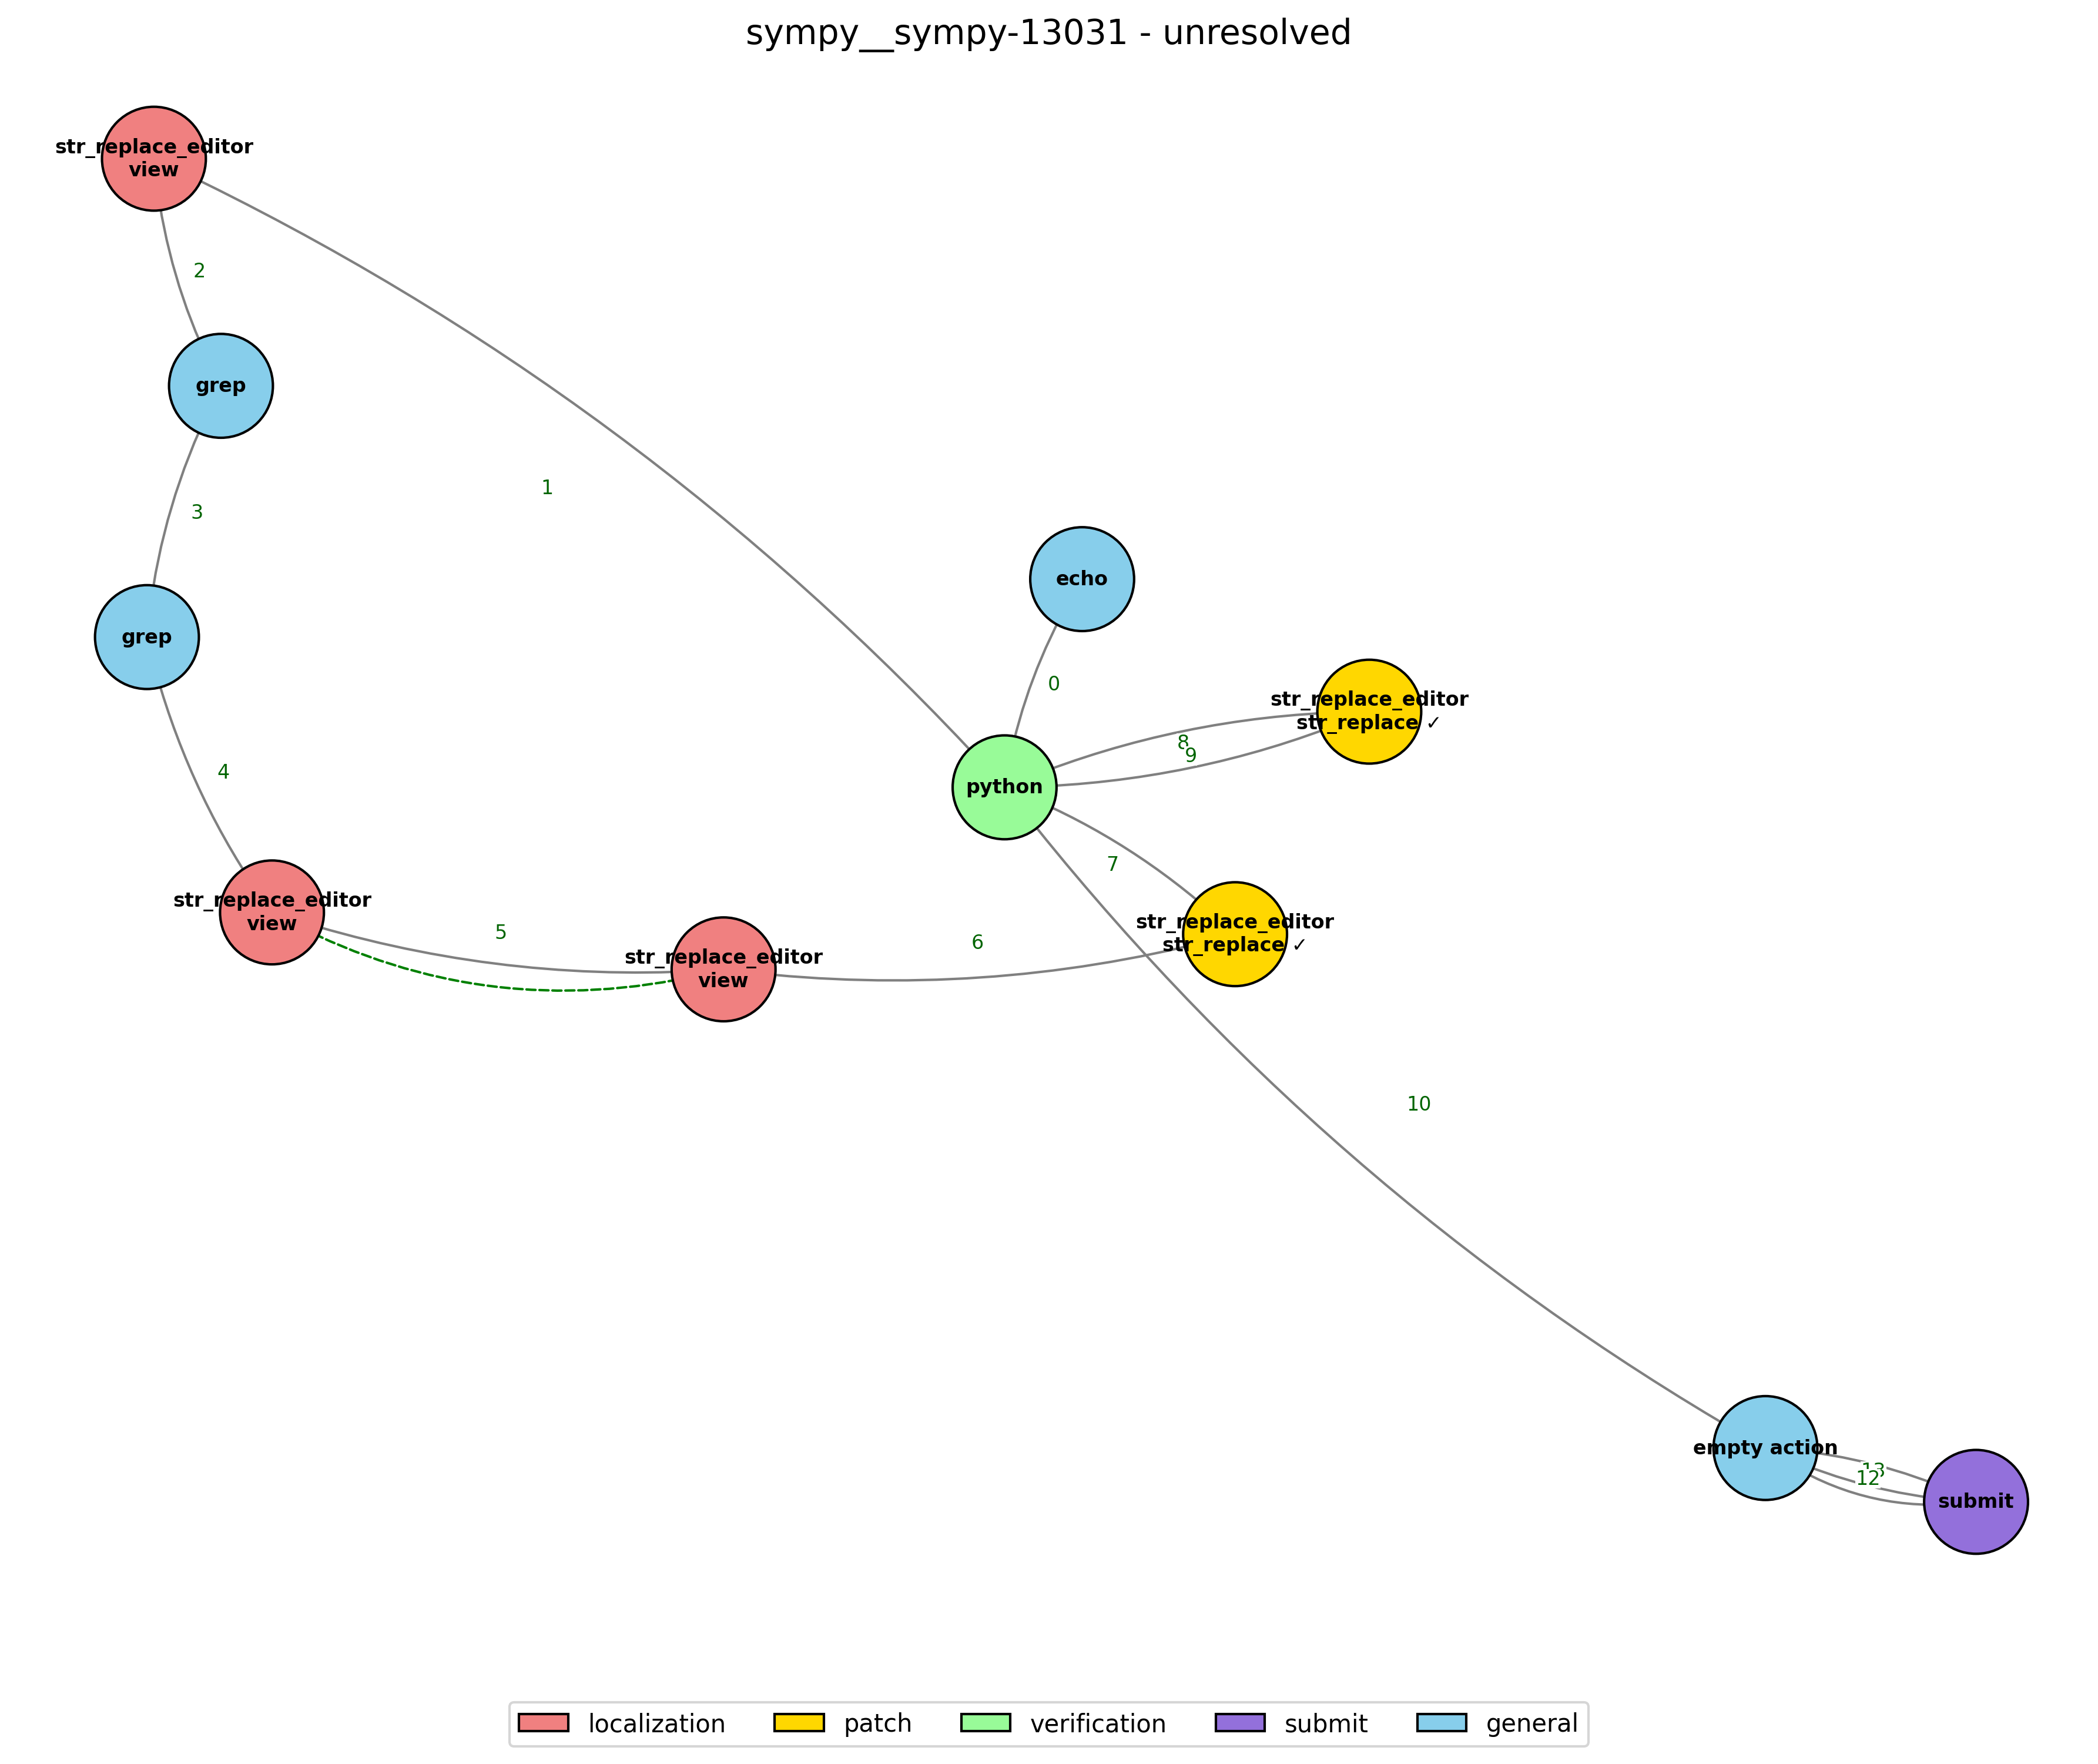 sympy__sympy-13031 - unresolved
str_replace_editor
view
2
grep
1
3
echo
grep
0
str_replace_editor
str_replace ✓
8
9
4
python
7
str_replace_editor
view
5
str_replace_editor
str_replace ✓
6
str_replace_editor
view
10
empty action
13
12
submit
localization
patch
verification
submit
general